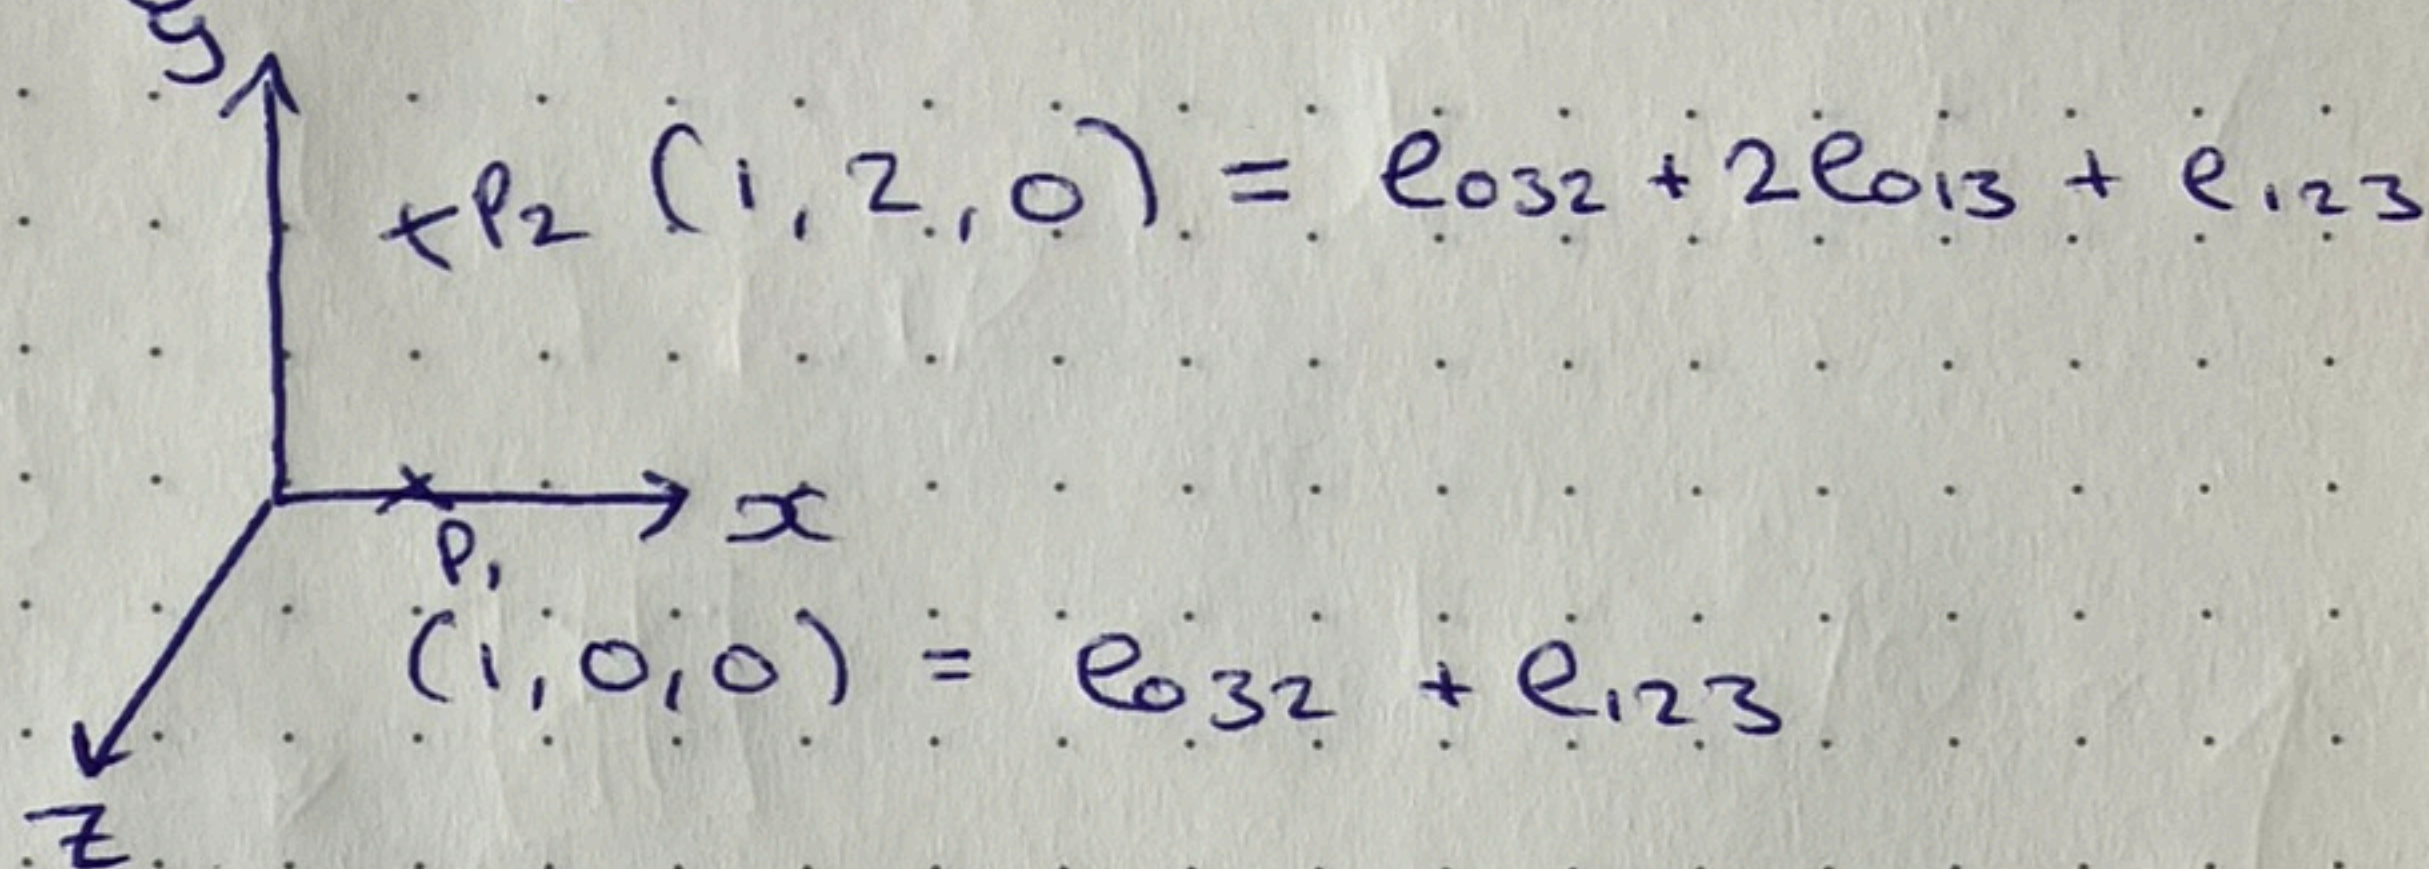 y
+P₂ (1, 2, 0) = e₀₃₂ + 2e₀₁₃ + e₁₂₃
x
P₁
(1, 0, 0) = e₀₃₂ + e₁₂₃
z